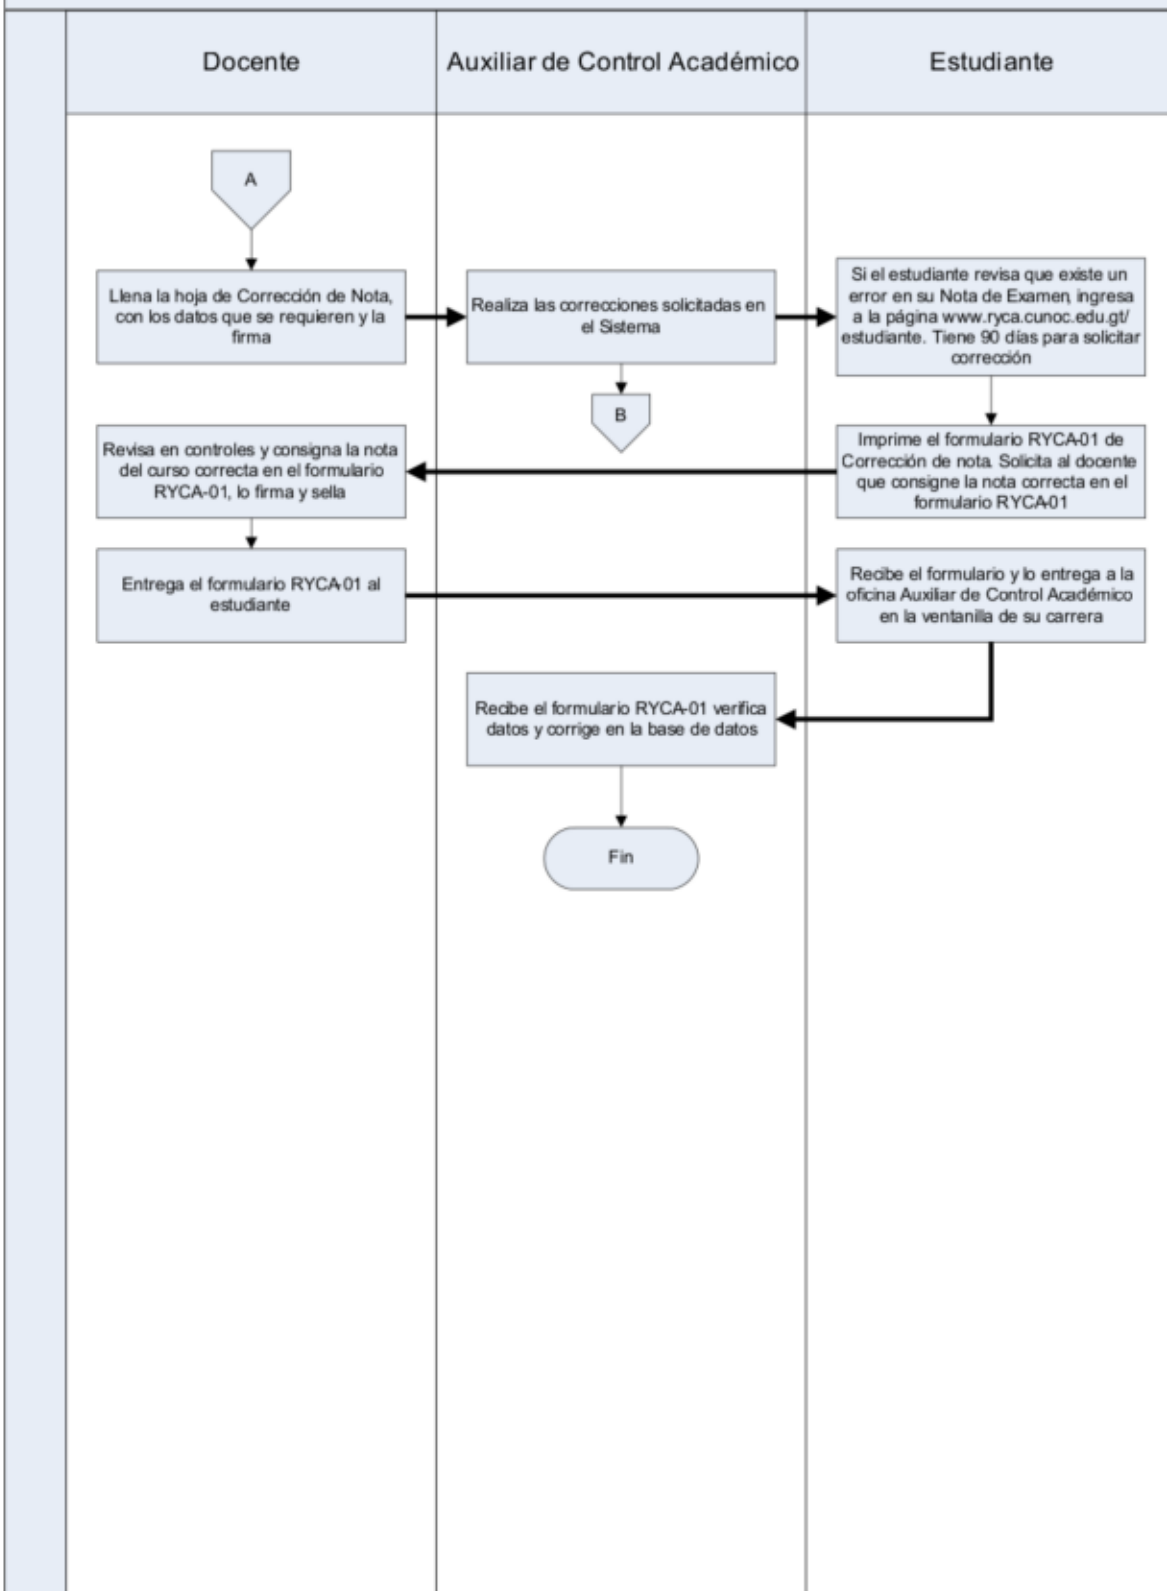 Docente
Auxiliar de Control Académico
Estudiante
A
Llena la hoja de Corrección de Nota,
con los datos que se requieren y la
firma
Realiza las correcciones solicitadas en
el Sistema
Si el estudiante revisa que existe un
error en su Nota de Examen, ingresa
a la página www.ryca.cunoc.edu.gt/
estudiante. Tiene 90 días para solicitar
corrección
B
Revisa en controles y consigna la nota
del curso correcta en el formulario
RYCA-01, lo firma y sella
Imprime el formulario RYCA-01 de
Corrección de nota. Solicita al docente
que consigne la nota correcta en el
formulario RYCA-01
Entrega el formulario RYCA-01 al
estudiante
Recibe el formulario y lo entrega a la
oficina Auxiliar de Control Académico
en la ventanilla de su carrera
Recibe el formulario RYCA-01 verifica
datos y corrige en la base de datos
Fin